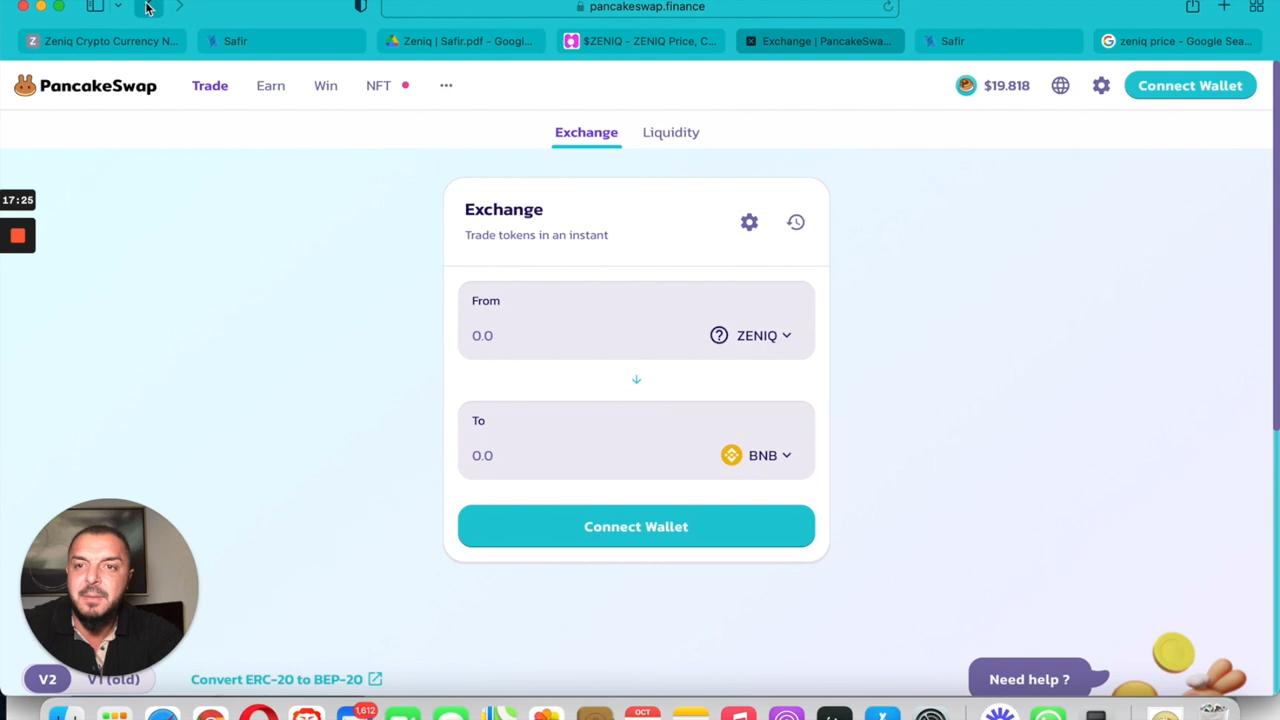 pancakeswap.finance
Zeniq Crypto Currency N...
Safir
Zeniq | Safir.pdf - Googl...
$ZENIQ - ZENIQ Price, C...
Exchange | PancakeSwa...
Safir
zeniq price - Google Sea...
PancakeSwap
Trade
Earn
Win
NFT
$19.818
Connect Wallet
Exchange
Liquidity
17:25
Exchange
Trade tokens in an instant
From
0.0
ZENIQ
To
0.0
BNB
Connect Wallet
V2
V1 (old)
Convert ERC-20 to BEP-20
Need help ?
1,612
OCT